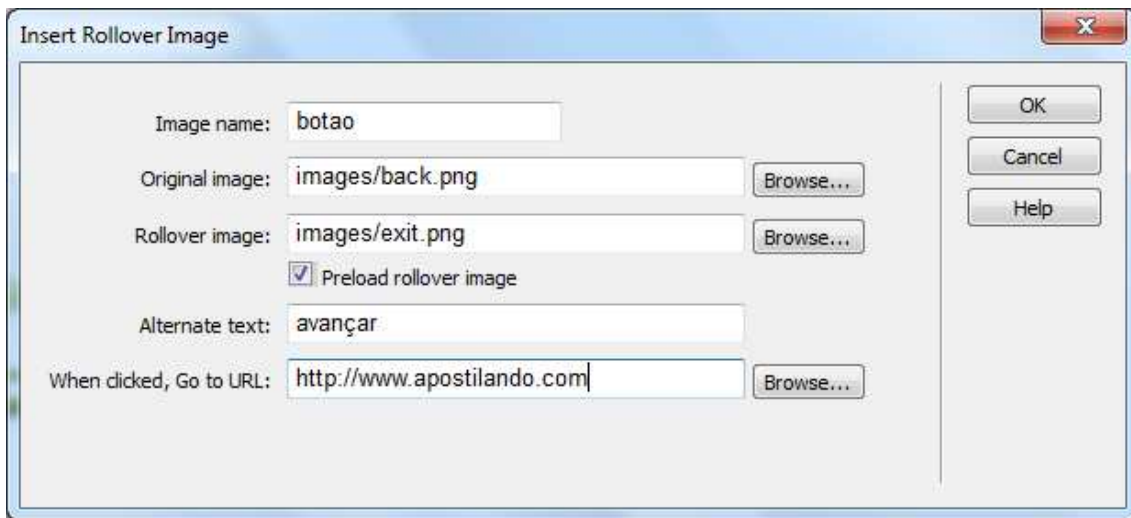 Insert Rollover Image
Image name: botao
Original image: images/back.png Browse...
Rollover image: images/exit.png Browse...
Preload rollover image
Alternate text: avançar
When clicked, Go to URL: http://www.apostilando.com Browse...
OK
Cancel
Help